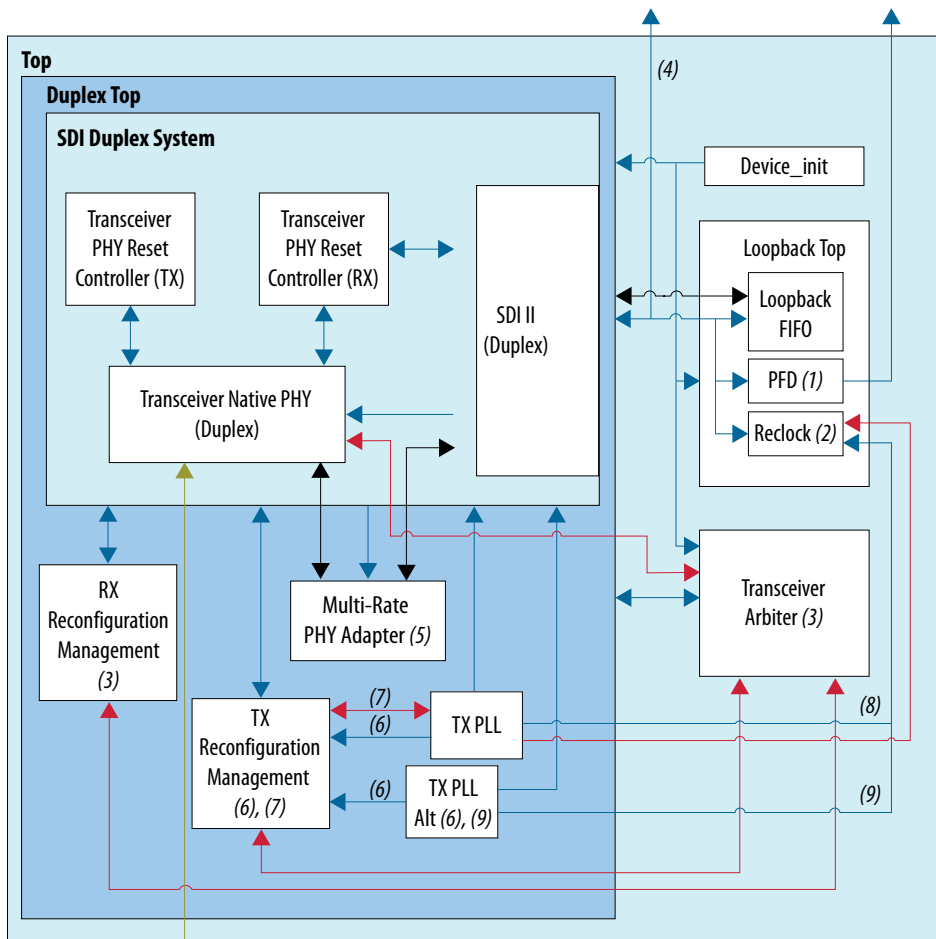 Top
(4)
Duplex Top
SDI Duplex System
Device_init
Transceiver
PHY Reset
Controller (TX)
Transceiver
PHY Reset
Controller (RX)
SDI II
(Duplex)
Loopback Top
Loopback
FIFO
PFD (1)
Reclock (2)
Transceiver Native PHY
(Duplex)
RX
Reconfiguration
Management
(3)
Multi-Rate
PHY Adapter (5)
Transceiver
Arbiter (3)
TX
Reconfiguration
Management
(6), (7)
(7)
(6)
TX PLL
(8)
(6)
TX PLL
Alt (6), (9)
(9)